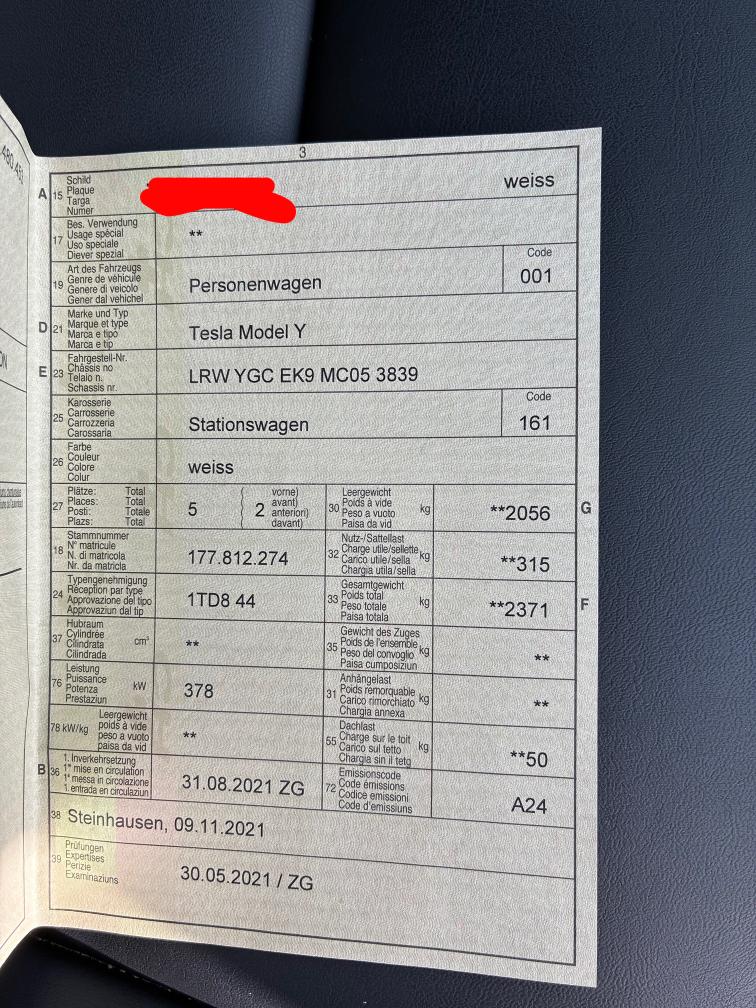 3
A 15 Schild
Plaque
Targa
Numer
weiss
17 Bes. Verwendung
Usage spécial
Uso speciale
Diever spezial
**
19 Art des Fahrzeugs
Genre de véhicule
Genere di veicolo
Gener dal vehichel
Personenwagen
Code
001
D 21 Marke und Typ
Marque et type
Marca e tipo
Marca e tip
Tesla Model Y
E 23 Fahrgestell-Nr.
Châssis no
Telaio n.
Schassis nr.
LRW YGC EK9 MC05 3839
25 Karosserie
Carrosserie
Carrozzeria
Carossaria
Stationswagen
Code
161
26 Farbe
Couleur
Colore
Colur
weiss
27 Plätze: Total
Places: Total
Posti: Totale
Plazs: Total
5 2 vorne)
avant)
anteriori)
davant)
30 Leergewicht
Poids à vide
Peso a vuoto
Paisa da vid
kg
**2056
G
18 Stammnummer
N° matricule
N. di matricola
Nr. da matricla
177.812.274
32 Nutz-/Sattellast
Charge utile/sellette
Carico utile/sella
Chargia utila/sella
kg
**315
24 Typengenehmigung
Réception par type
Approvazione del tipo
Approvaziun dal tip
1TD8 44
33 Gesamtgewicht
Poids total
Peso totale
Paisa totala
kg
**2371
F
37 Hubraum
Cylindrée
Cilindrata
Cilindrada
cm³
**
35 Gewicht des Zuges
Poids de l'ensemble
Peso del convoglio
Paisa cumposiziun
kg
**
76 Leistung
Puissance
Potenza
Prestaziun
kW
378
31 Anhängelast
Poids remorquable
Carico rimorchiato
Chargia annexa
kg
**
78 kW/kg Leergewicht
poids à vide
peso a vuoto
paisa da vid
**
55 Dachlast
Charge sur le toit
Carico sul tetto
Chargia sin il tetg
kg
**50
B 36 1. Inverkehrsetzung
1re mise en circulation
1a messa in circolazione
1. entrada en circulaziun
31.08.2021 ZG
72 Emissionscode
Code émissions
Codice emissioni
Code d'emissiuns
A24
38 Steinhausen, 09.11.2021
39 Prüfungen
Expertises
Perizie
Examinaziuns
30.05.2021 / ZG